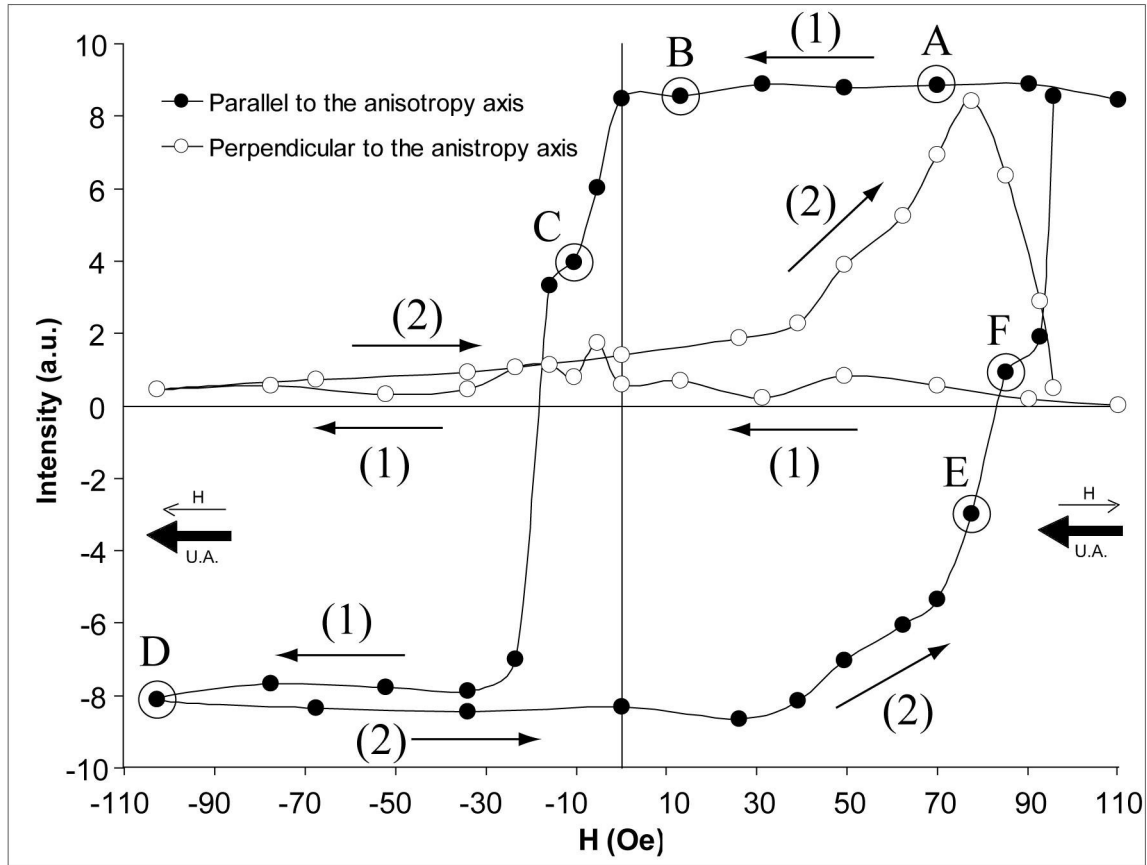 10
8
6
4
2
0
-2
-4
-6
-8
-10
Intensity (a.u.)
Parallel to the anisotropy axis
Perpendicular to the anistropy axis
(1)
B
A
(2)
C
(2)
F
(1)
(1)
E
H
U.A.
H
U.A.
(1)
D
(2)
(2)
-110 -90 -70 -50 -30 -10 10 30 50 70 90 110
H (Oe)